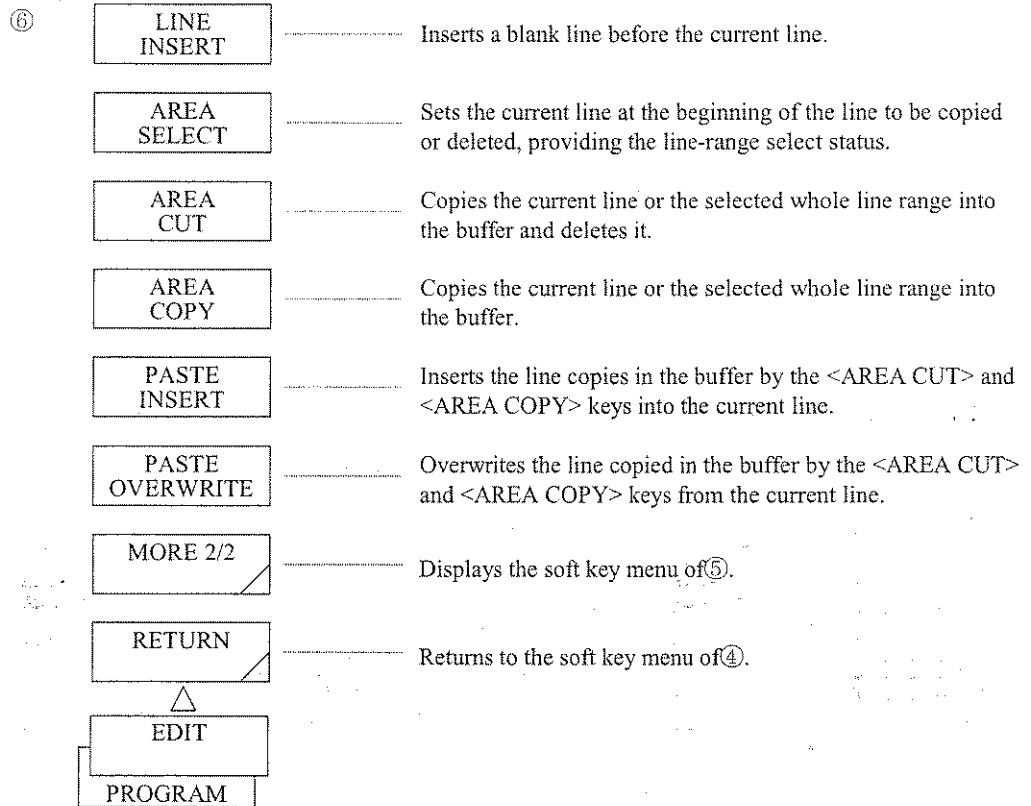 ⑥
LINE
INSERT
Inserts a blank line before the current line.
AREA
SELECT
Sets the current line at the beginning of the line to be copied
or deleted, providing the line-range select status.
AREA
CUT
Copies the current line or the selected whole line range into
the buffer and deletes it.
AREA
COPY
Copies the current line or the selected whole line range into
the buffer.
PASTE
INSERT
Inserts the line copies in the buffer by the <AREA CUT> and
<AREA COPY> keys into the current line.
PASTE
OVERWRITE
Overwrites the line copied in the buffer by the <AREA CUT>
and <AREA COPY> keys from the current line.
MORE 2/2
Displays the soft key menu of⑤.
RETURN
Returns to the soft key menu of④.
EDIT
PROGRAM